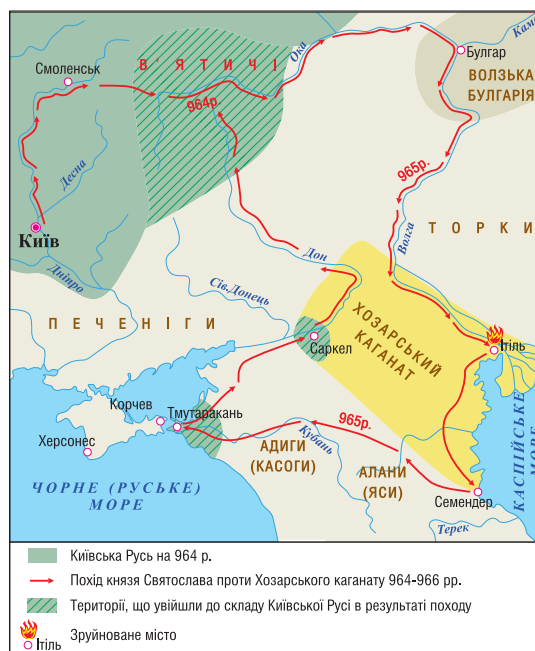 Кама
Ока
Смоленськ
В'ЯТИЧІ
Булгар
ВОЛЗЬКА
БУЛГАРІЯ
964р.
965р.
Десна
Київ
Волга
ТОРКИ
Дон
Дніпро
Сів.Донець
ПЕЧЕНІГИ
ХОЗАРСЬКИЙ
КАГАНАТ
Ітіль
Саркел
Корчев
Тмутаракань
965р.
Кубань
Херсонес
АДИГИ
(КАСОГИ)
АЛАНИ
(ЯСИ)
КАСПІЙСЬКЕ
МОРЕ
ЧОРНЕ (РУСЬКЕ)
МОРЕ
Семендер
Терек
Київська Русь на 964 р.
Похід князя Святослава проти Хозарського каганату 964-966 рр.
Території, що увійшли до складу Київської Русі в результаті походу
Ітіль
Зруйноване місто